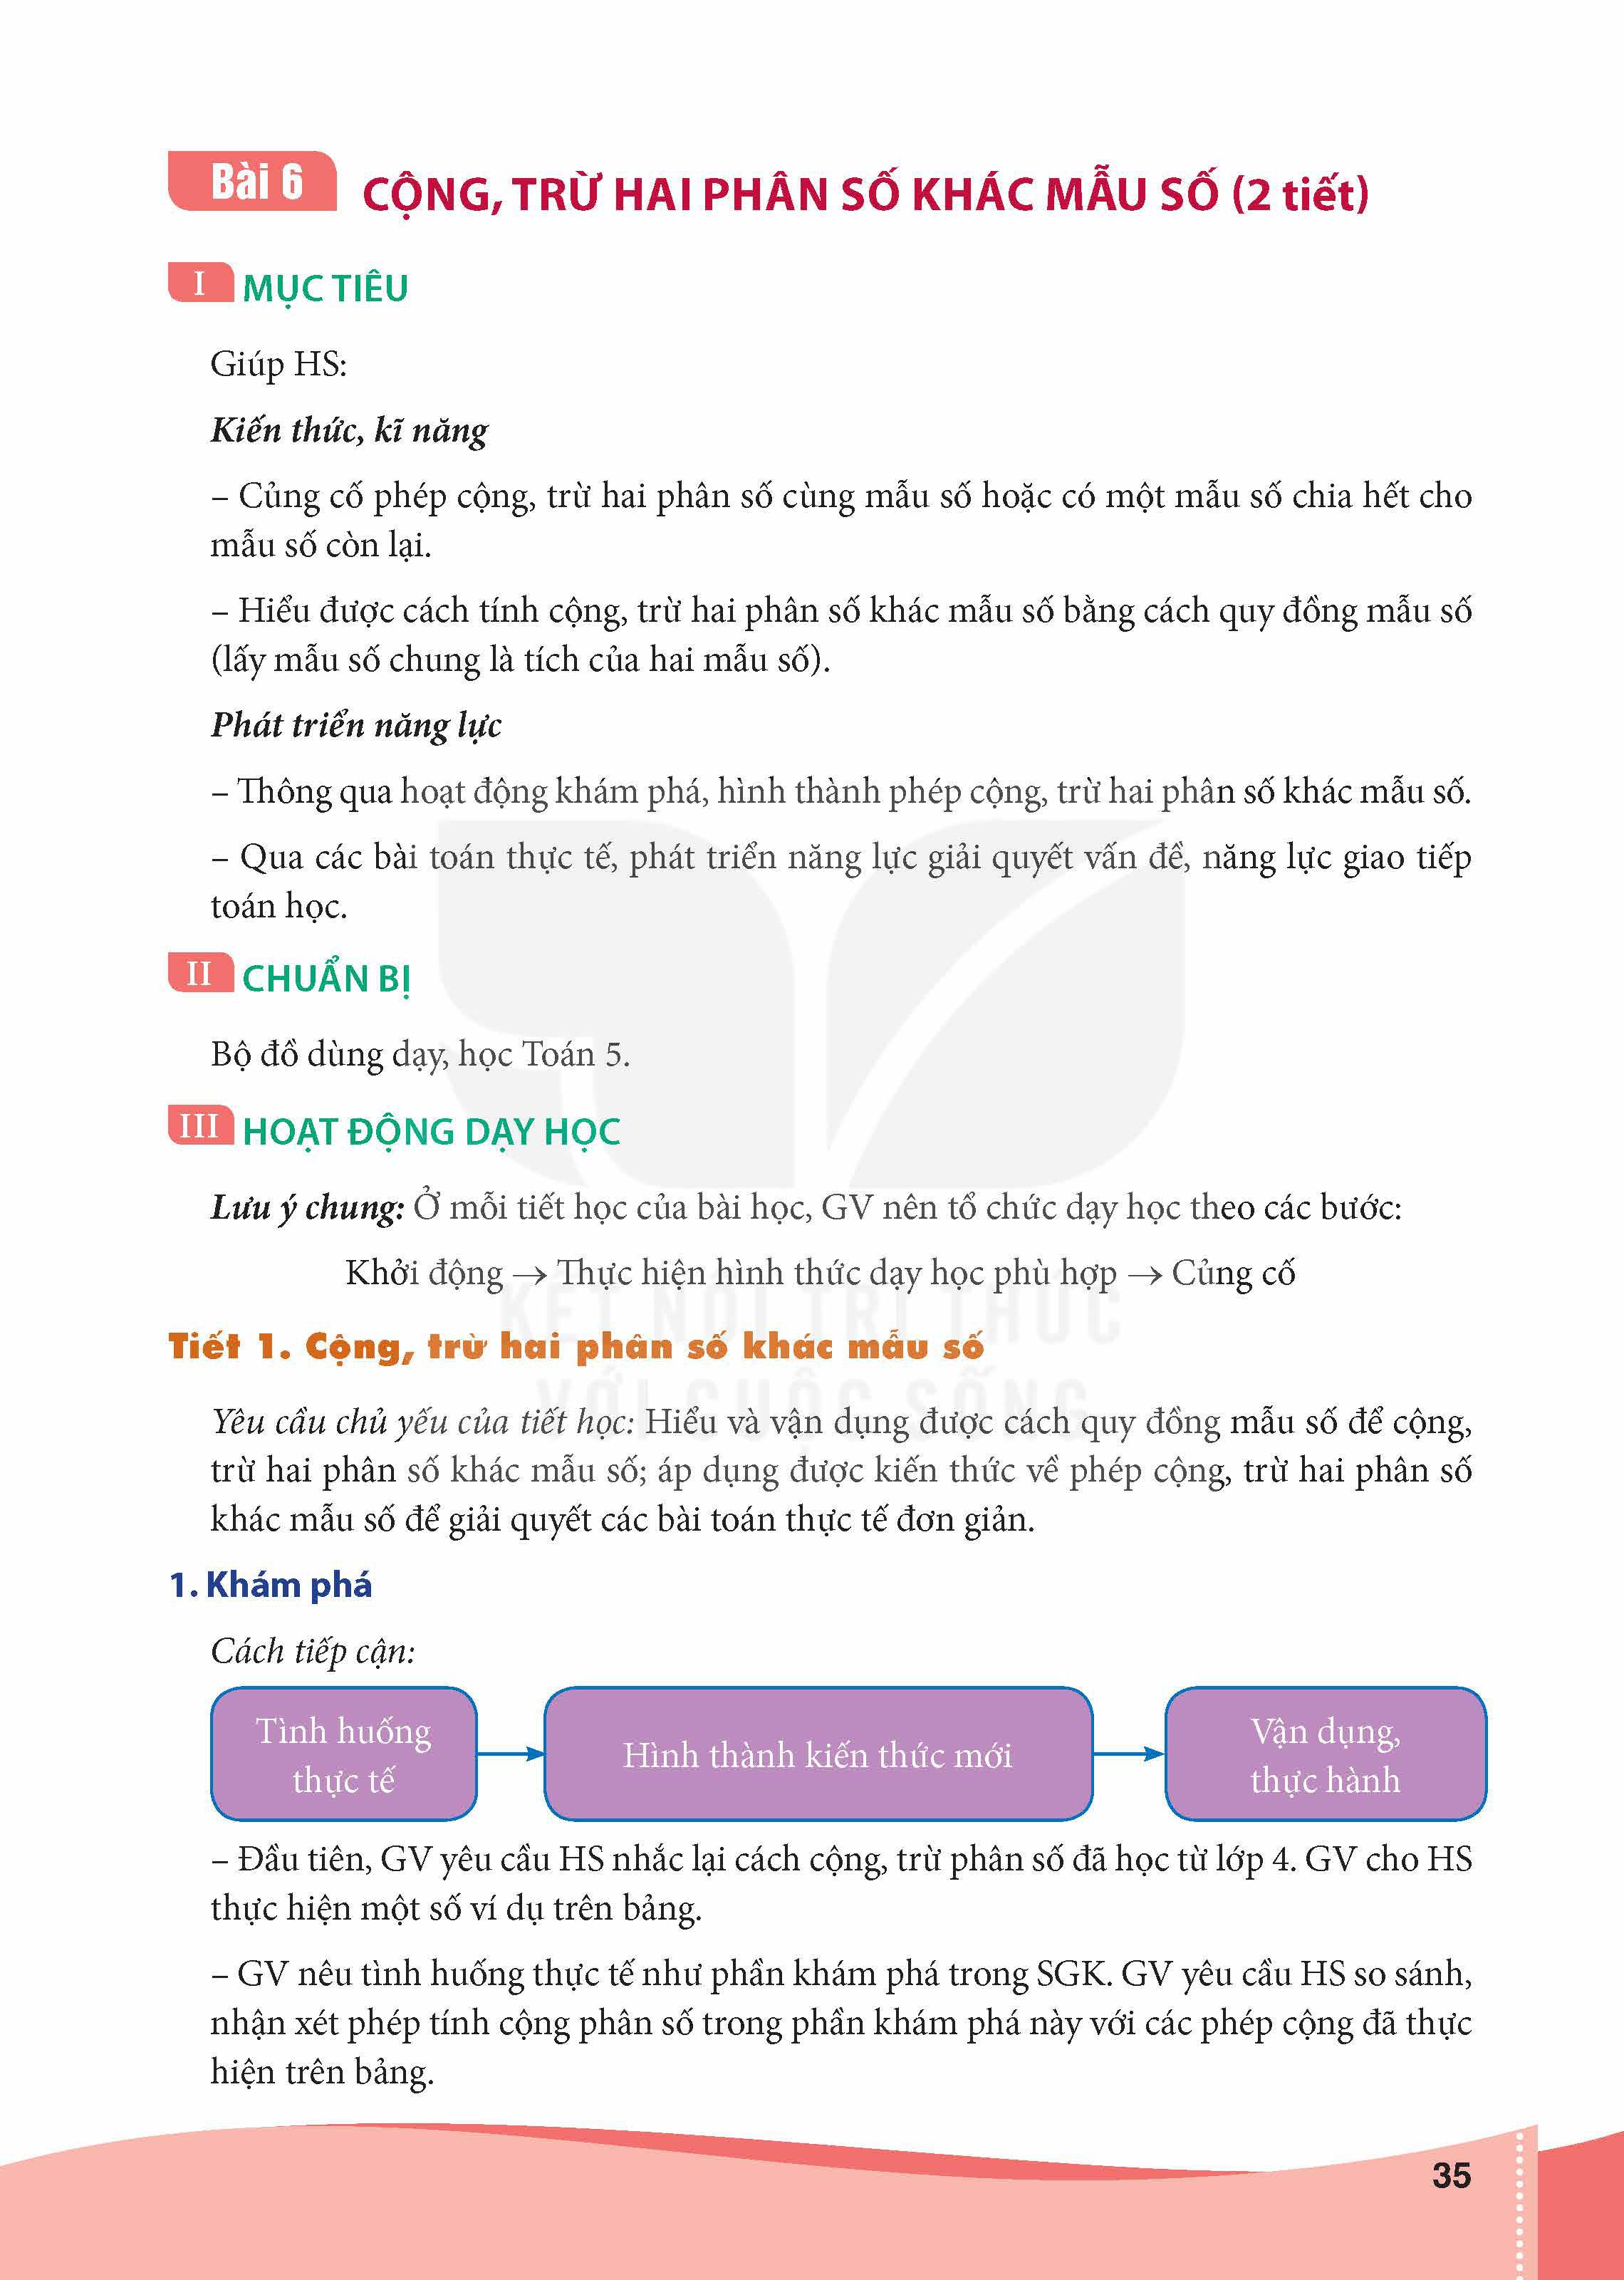 Bài 6
CỘNG, TRỪ HAI PHÂN SỐ KHÁC MẪU SỐ (2 tiết)
I MỤC TIÊU
Giúp HS:
Kiến thức, kĩ năng
– Củng cố phép cộng, trừ hai phân số cùng mẫu số hoặc có một mẫu số chia hết cho
mẫu số còn lại.
– Hiểu được cách tính cộng, trừ hai phân số khác mẫu số bằng cách quy đồng mẫu số
(lấy mẫu số chung là tích của hai mẫu số).
Phát triển năng lực
– Thông qua hoạt động khám phá, hình thành phép cộng, trừ hai phân số khác mẫu số.
– Qua các bài toán thực tế, phát triển năng lực giải quyết vấn đề, năng lực giao tiếp
toán học.
II CHUẨN BỊ
Bộ đồ dùng dạy, học Toán 5.
III HOẠT ĐỘNG DẠY HỌC
Lưu ý chung: Ở mỗi tiết học của bài học, GV nên tổ chức dạy học theo các bước:
Khởi động → Thực hiện hình thức dạy học phù hợp → Củng cố
KẾT NỐI TRI THỨC
Tiết 1. Cộng, trừ hai phân số khác mẫu số
VỚI CUỘC SỐNG
Yêu cầu chủ yếu của tiết học: Hiểu và vận dụng được cách quy đồng mẫu số để cộng,
trừ hai phân số khác mẫu số; áp dụng được kiến thức về phép cộng, trừ hai phân số
khác mẫu số để giải quyết các bài toán thực tế đơn giản.
1. Khám phá
Cách tiếp cận:
Tình huống
thực tế
Hình thành kiến thức mới
Vận dụng,
thực hành
– Đầu tiên, GV yêu cầu HS nhắc lại cách cộng, trừ phân số đã học từ lớp 4. GV cho HS
thực hiện một số ví dụ trên bảng.
– GV nêu tình huống thực tế như phần khám phá trong SGK. GV yêu cầu HS so sánh,
nhận xét phép tính cộng phân số trong phần khám phá này với các phép cộng đã thực
hiện trên bảng.
35